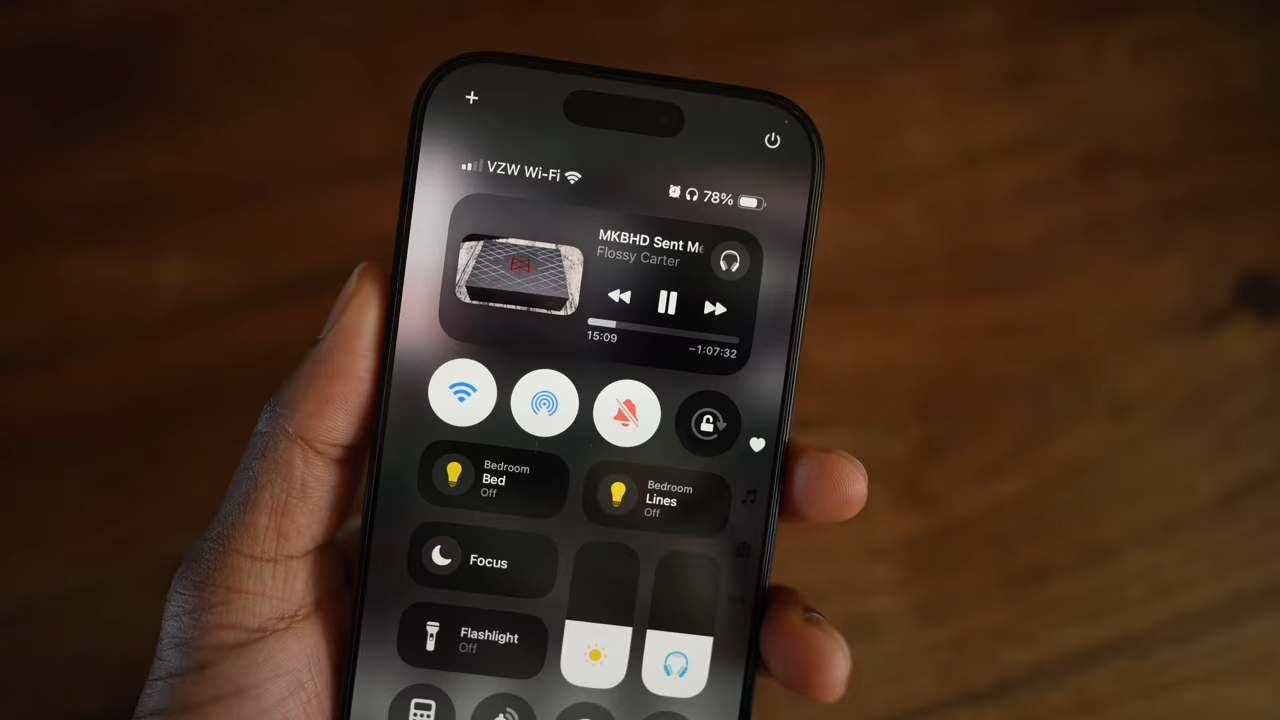 VZW Wi-Fi
78%
MKBHD Sent Me
Flossy Carter
15:09
−1:07:32
Bedroom
Bed
Off
Bedroom
Lines
Off
Focus
Flashlight
Off